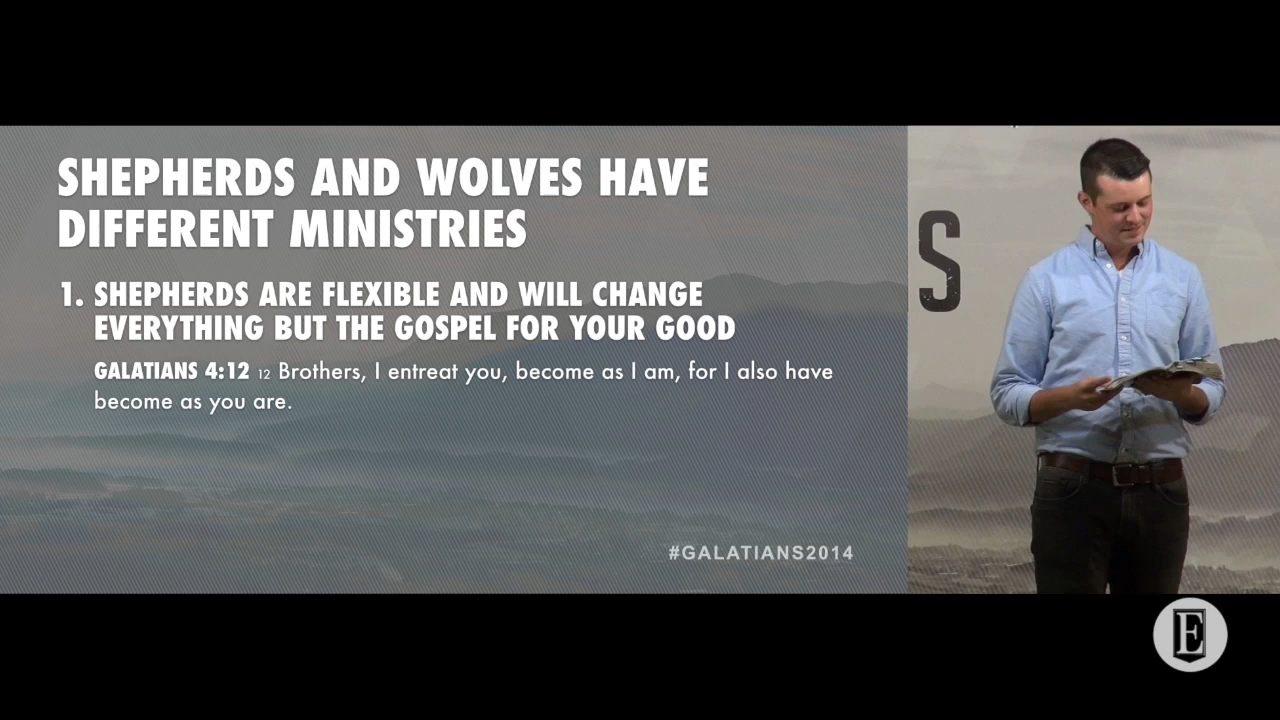 SHEPHERDS AND WOLVES HAVE
DIFFERENT MINISTRIES
1. SHEPHERDS ARE FLEXIBLE AND WILL CHANGE
EVERYTHING BUT THE GOSPEL FOR YOUR GOOD
GALATIANS 4:12 12 Brothers, I entreat you, become as I am, for I also have
become as you are.
#GALATIANS2014
S
E